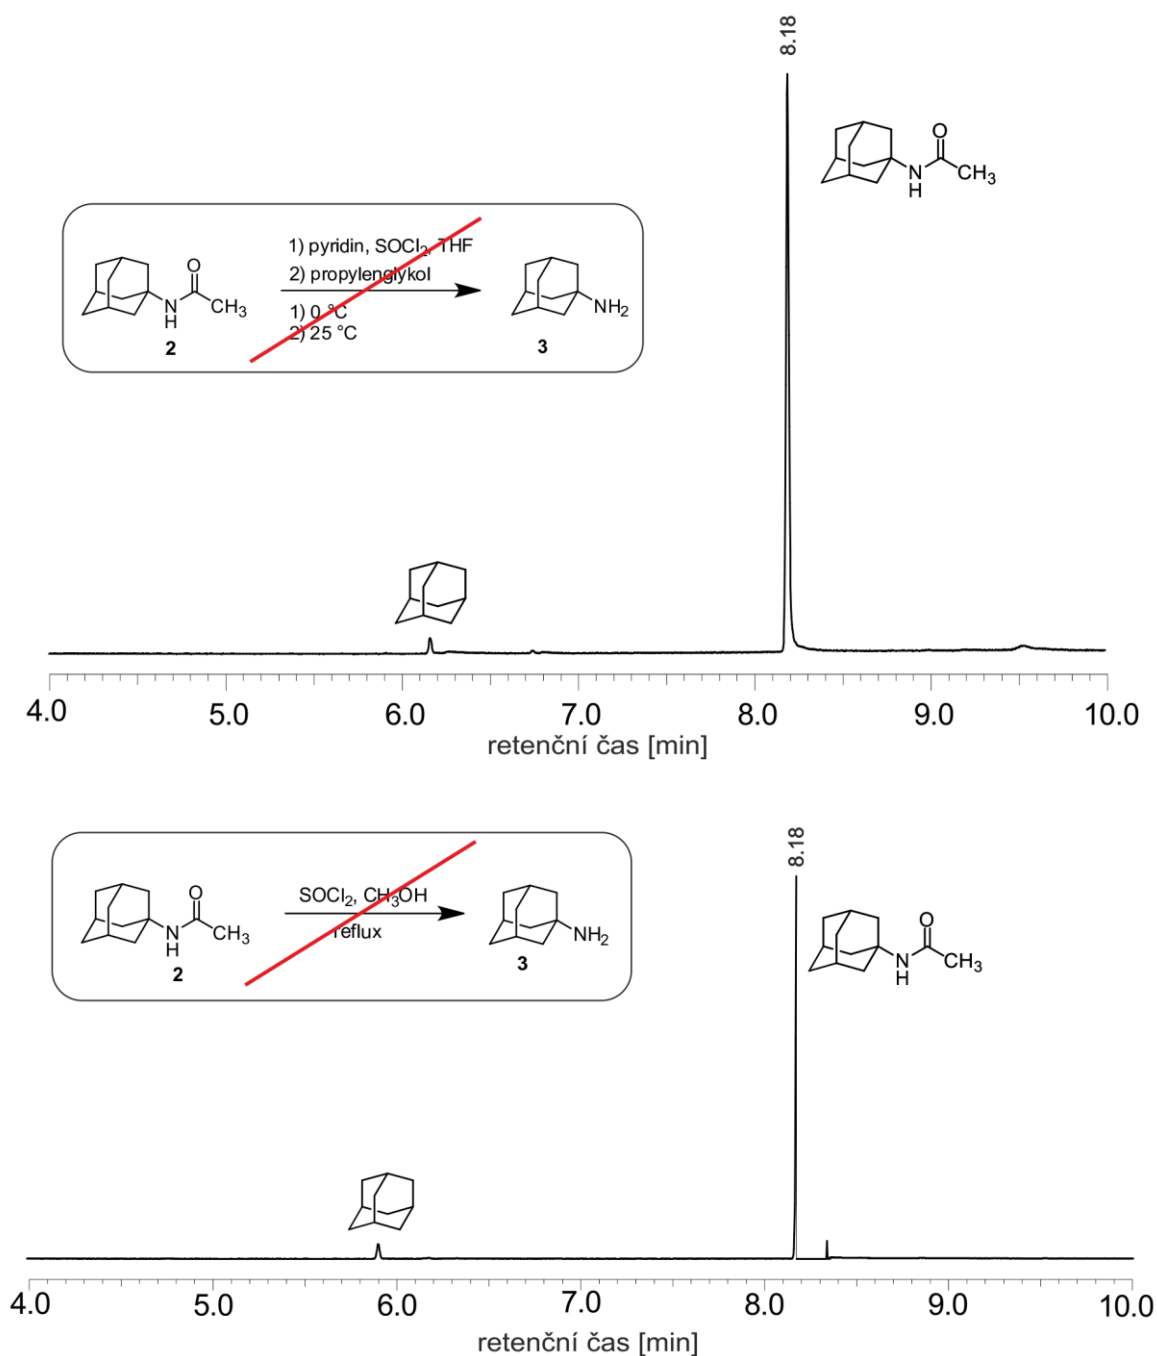 8.18
O
N
H
CH3
1) pyridin, SOCl2, THF
2) propylenglykol
1) 0 °C
2) 25 °C
O
N
H
CH3
2
NH2
3
4.0 5.0 6.0 7.0 8.0 9.0 10.0
retenční čas [min]
8.18
O
N
H
CH3
SOCl2, CH3OH
reflux
O
N
H
CH3
2
NH2
3
4.0 5.0 6.0 7.0 8.0 9.0 10.0
retenční čas [min]